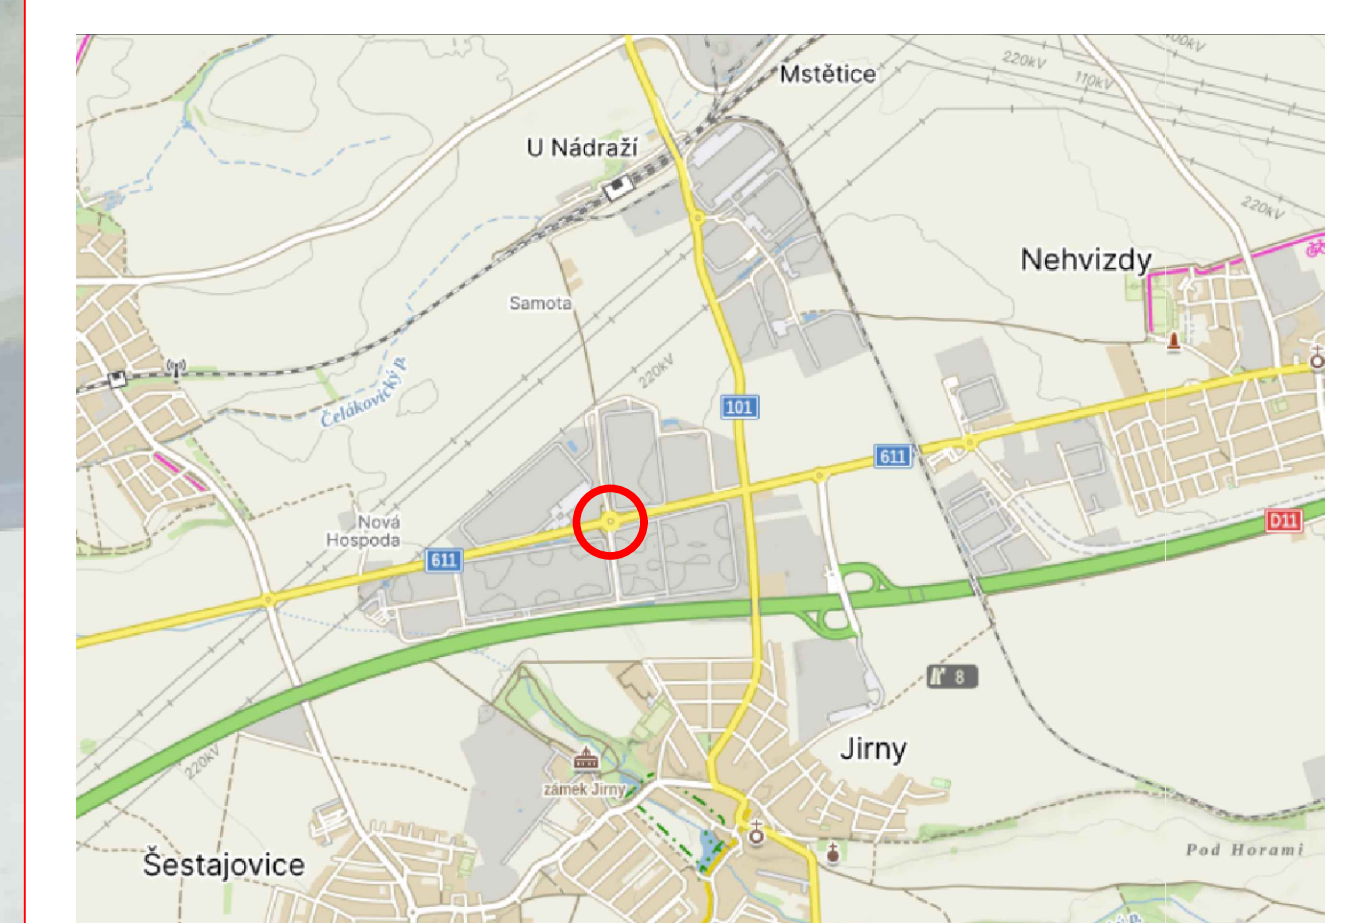 Mstětice
220kV
110kV
U Nádraží
220kV
Nehvizdy
Samota
220kV
Čelákovický p.
101
611
Nová
Hospoda
611
D11
8
220kV
Jirny
zámek Jirny
Pod Horami
Šestajovice